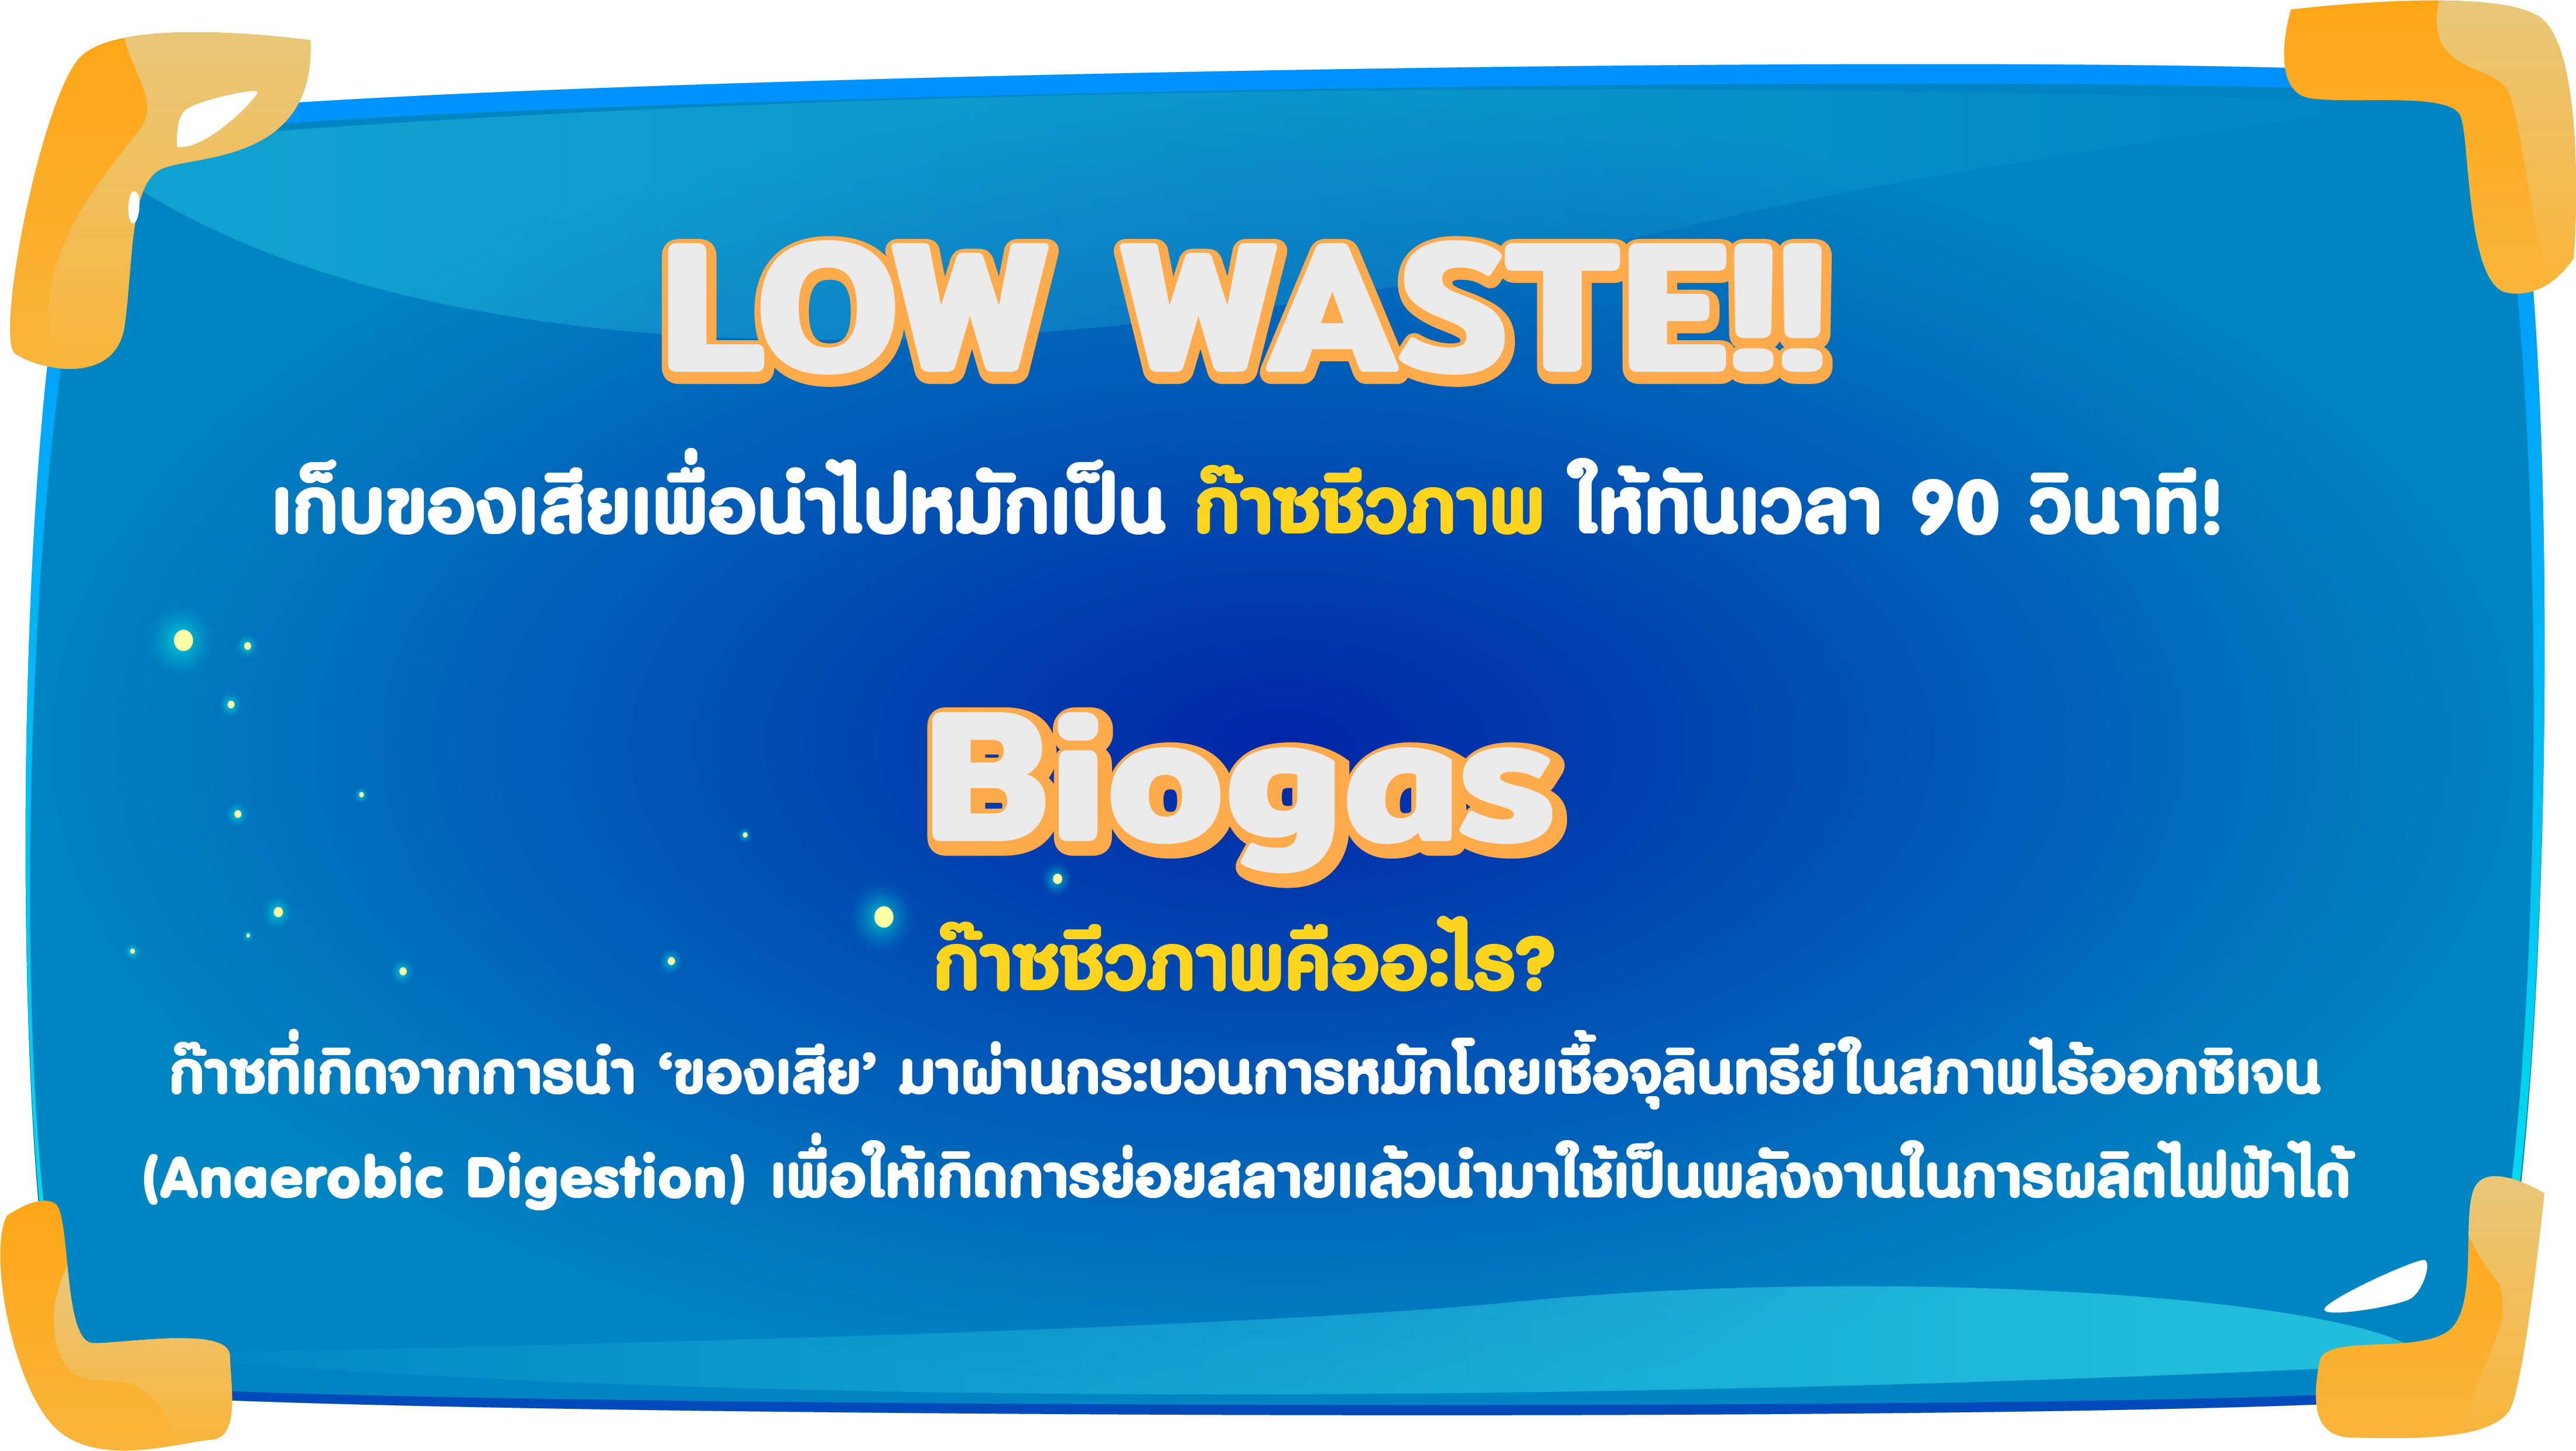 LOW WASTE!!
เก็บของเสียเพื่อนำไปหมักเป็น ก๊าซชีวภาพ ให้ทันเวลา 90 วินาที!
Biogas
ก๊าซชีวภาพคืออะไร?
ก๊าซที่เกิดจากการนำ ‘ของเสีย’ มาผ่านกระบวนการหมักโดยเชื้อจุลินทรีย์ในสภาพไร้ออกซิเจน
(Anaerobic Digestion) เพื่อให้เกิดการย่อยสลายแล้วนำมาใช้เป็นพลังงานในการผลิตไฟฟ้าได้